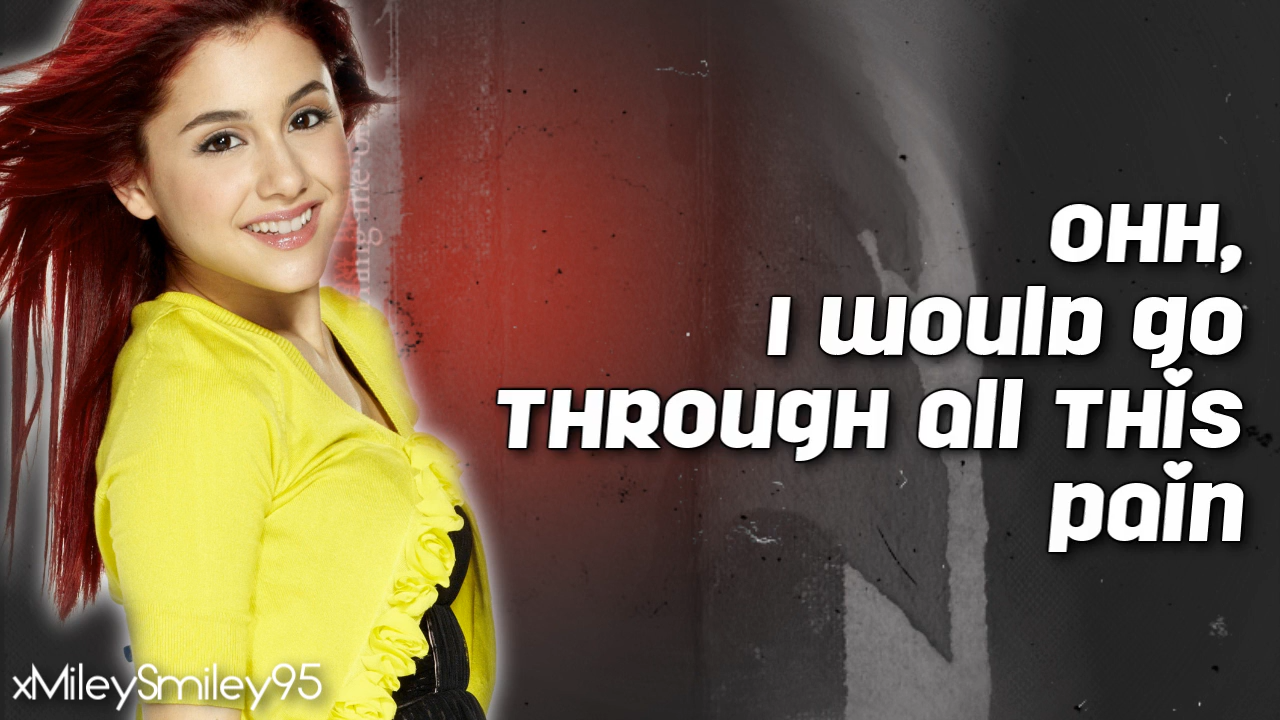 OHH,
I WOULD go
THROUgH all THis
pain
xMileySmiley95